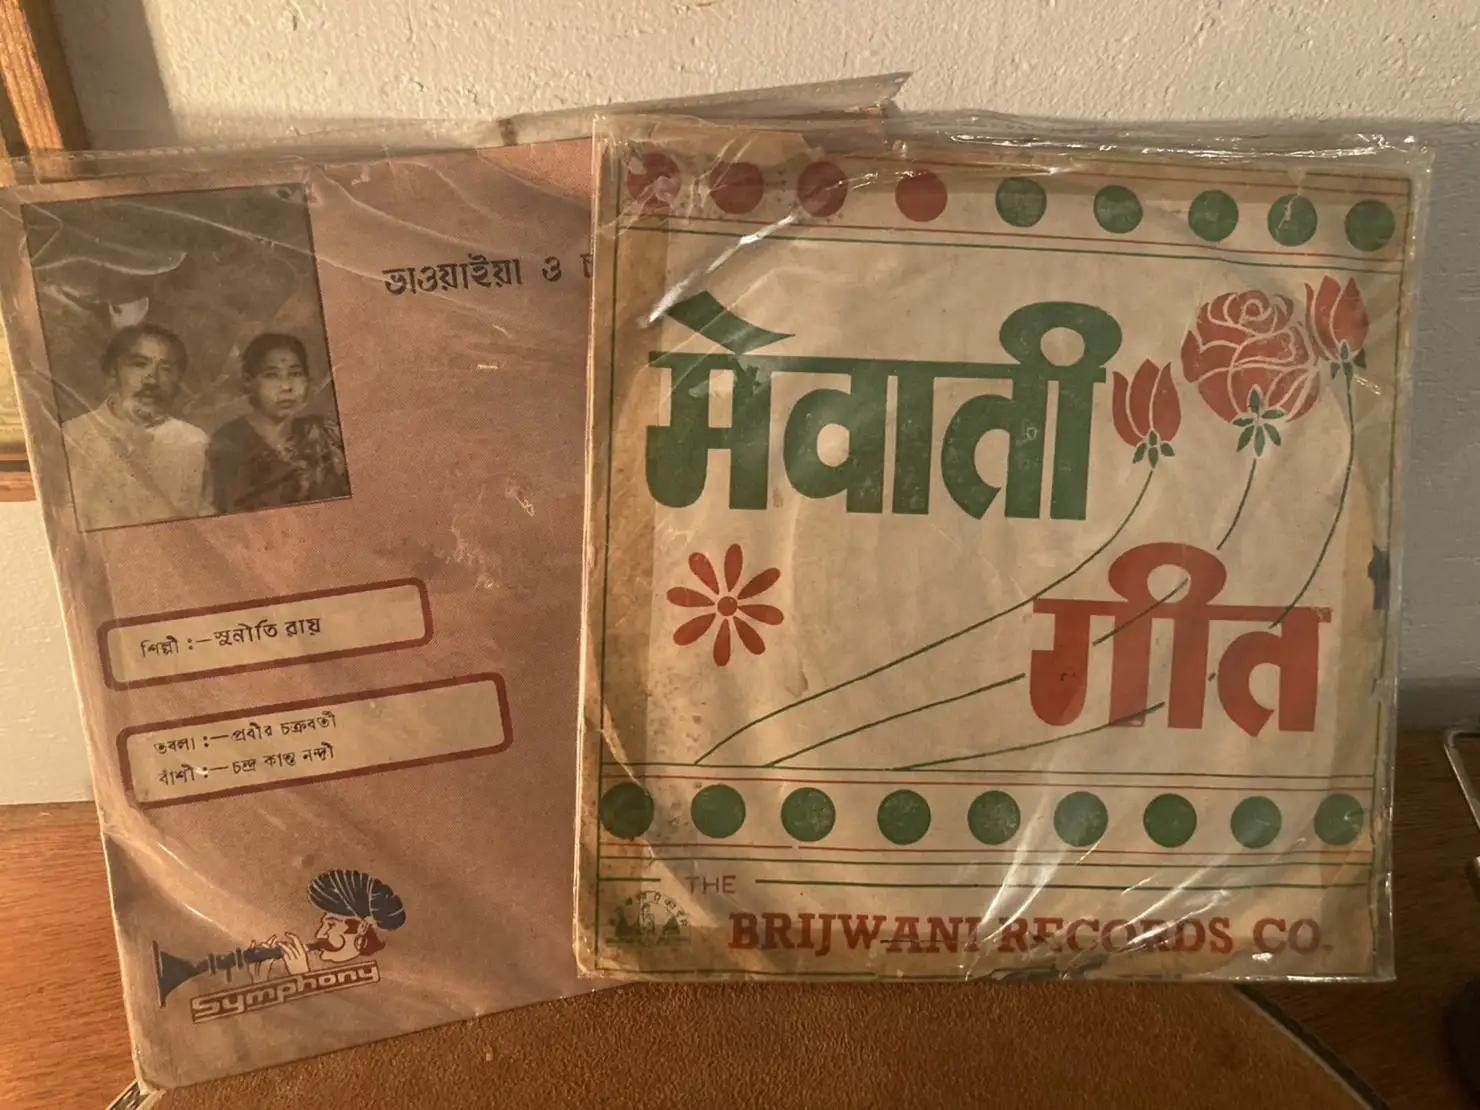 ভাওয়াইয়া ও
শিল্পী :—সুনীতি রায়
তবলা :—প্রবীর চক্রবর্তী
বাঁশী :—চন্দ্র কান্ত নন্দী
Symphony
मेवाती
गीत
THE
BRIJWANI RECORDS CO.